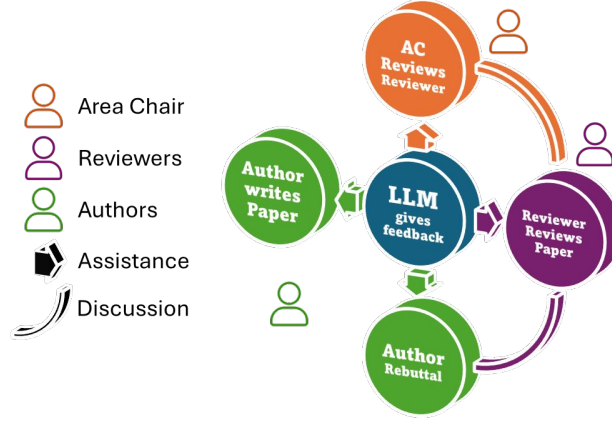 Area Chair
Reviewers
Authors
Assistance
Discussion
AC
Reviews
Reviewer
Author
writes
Paper
LLM
gives
feedback
Reviewer
Reviews
Paper
Author
Rebuttal